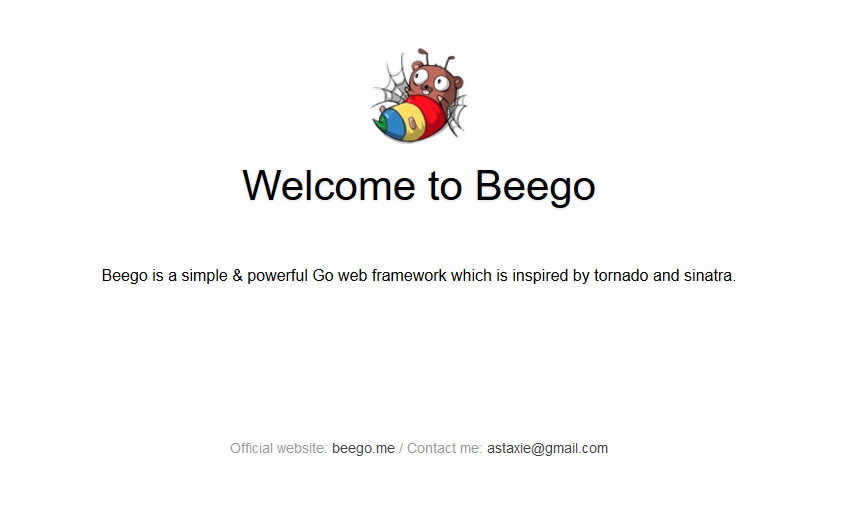 Welcome to Beego
Beego is a simple & powerful Go web framework which is inspired by tornado and sinatra.
Official website: beego.me / Contact me: astaxie@gmail.com